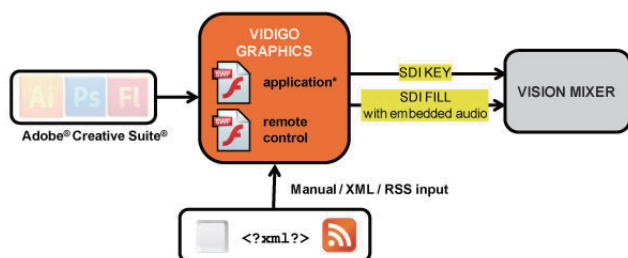 VIDIGO
GRAPHICS
SWF
application*
SWF
remote
control
Ai Ps Fl
Adobe® Creative Suite®
SDI KEY
SDI FILL
with embedded audio
VISION MIXER
Manual / XML / RSS input
<?xml?>